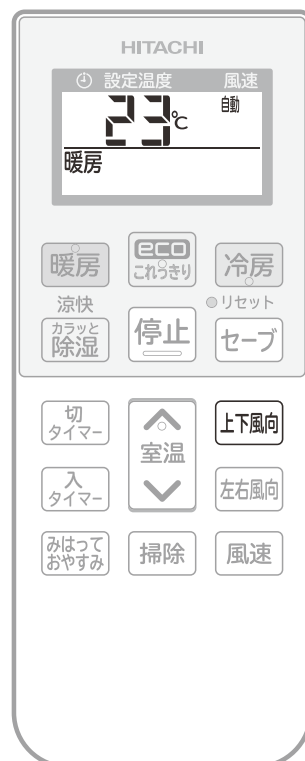 HITACHI
設定温度 風速
23℃ 自動
暖房
暖房 eco これっきり 冷房
涼快 リセット
カラッと除湿 停止 セーブ
切タイマー 室温 上下風向
入タイマー 左右風向
みはっておやすみ 掃除 風速